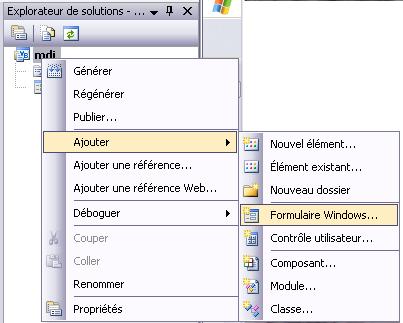 Explorateur de solutions - ...
mdi
Générer
Régénérer
Publier...
Ajouter
Ajouter une référence...
Ajouter une référence Web...
Déboguer
Couper
Coller
Renommer
Propriétés
Nouvel élément...
Élément existant...
Nouveau dossier
Formulaire Windows...
Contrôle utilisateur...
Composant...
Module...
Classe...